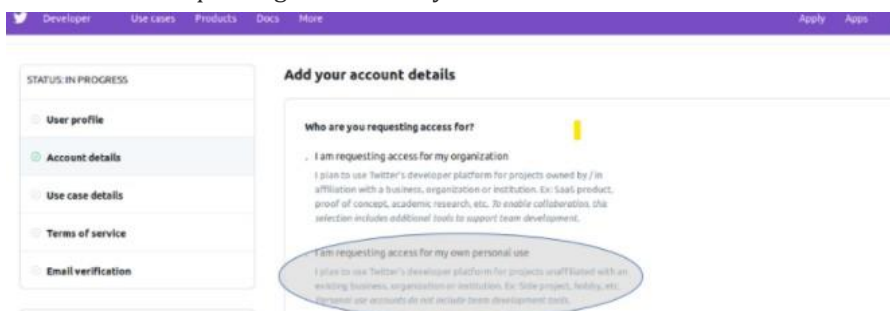 Developer Use cases Products Docs More Apply Apps
STATUS: IN PROGRESS
User profile
Account details
Use case details
Terms of service
Email verification
Add your account details
Who are you requesting access for?
I am requesting access for my organization
I plan to use Twitter's developer platform for projects owned by / in
affiliation with a business, organization or institution. Ex: SaaS product,
proof of concept, academic research, etc. To enable collaboration, this
selection includes additional tools to support team development.
I am requesting access for my own personal use
I plan to use Twitter's developer platform for projects unaffiliated with an
existing business, organization or institution. Ex: Side project, hobby, etc.
Personal use accounts do not include team development tools.